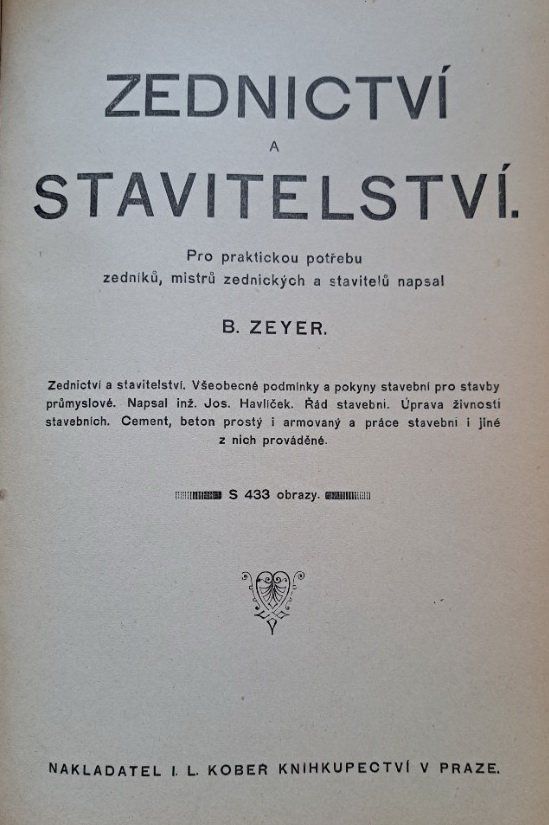 ZEDNICTVÍ
A
STAVITELSTVÍ.
Pro praktickou potřebu
zedníků, mistrů zednických a stavitelů napsal
B. ZEYER.
Zednictví a stavitelství. Všeobecné podmínky a pokyny stavební pro stavby
průmyslové. Napsal inž. Jos. Havlíček. Řád stavební. Úprava živností
stavebních. Cement, beton prostý i armovaný a práce stavební i jiné
z nich prováděné.
S 433 obrazy.
NAKLADATEL I. L. KOBER KNIHKUPECTVÍ V PRAZE.